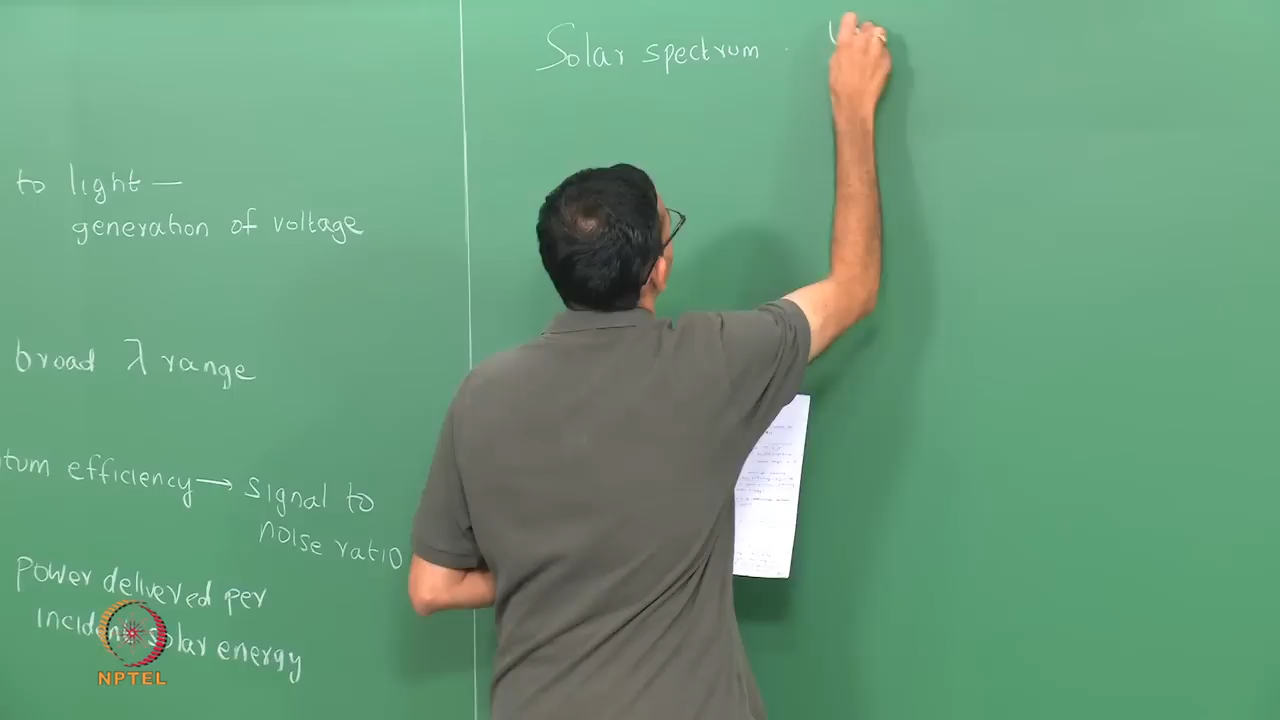 to light —
generation of voltage
broad λ range
tum efficiency → signal to
noise ratio
power delivered per
incident solar energy
NPTEL
Solar spectrum .